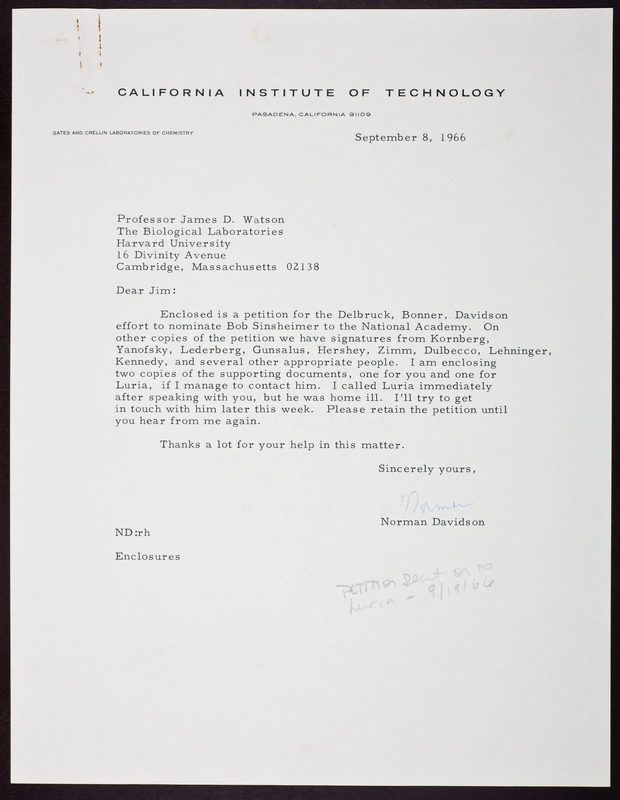 CALIFORNIA INSTITUTE OF TECHNOLOGY
PASADENA, CALIFORNIA 91109
GATES AND CRELLIN LABORATORIES OF CHEMISTRY
September 8, 1966
Professor James D. Watson
The Biological Laboratories
Harvard University
16 Divinity Avenue
Cambridge, Massachusetts 02138
Dear Jim:
Enclosed is a petition for the Delbruck, Bonner, Davidson
effort to nominate Bob Sinsheimer to the National Academy. On
other copies of the petition we have signatures from Kornberg,
Yanofsky, Lederberg, Gunsalus, Hershey, Zimm, Dulbecco, Lehninger,
Kennedy, and several other appropriate people. I am enclosing
two copies of the supporting documents, one for you and one for
Luria, if I manage to contact him. I called Luria immediately
after speaking with you, but he was home ill. I'll try to get
in touch with him later this week. Please retain the petition until
you hear from me again.
Thanks a lot for your help in this matter.
Sincerely yours,
Norman
Norman Davidson
ND:rh
Enclosures
PETITION sent on to
Luria - 9/19/66